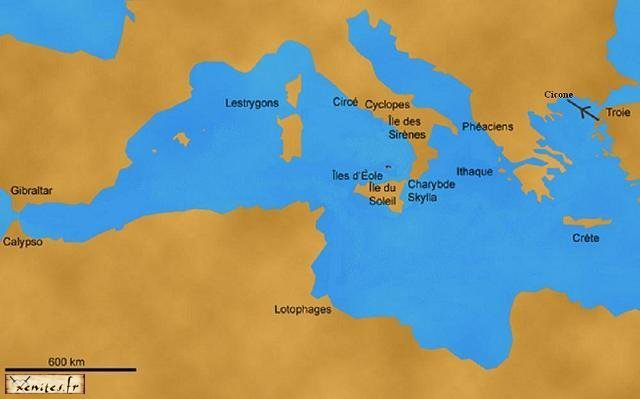 Cicone
Troie
Lestrygons
Circé
Cyclopes
Île des
Sirènes
Phéaciens
Îles d'Éole
Île du
Soleil
Charybde
Skylla
Ithaque
Gibraltar
Calypso
Crète
Lotophages
600 km
Xenites.fr